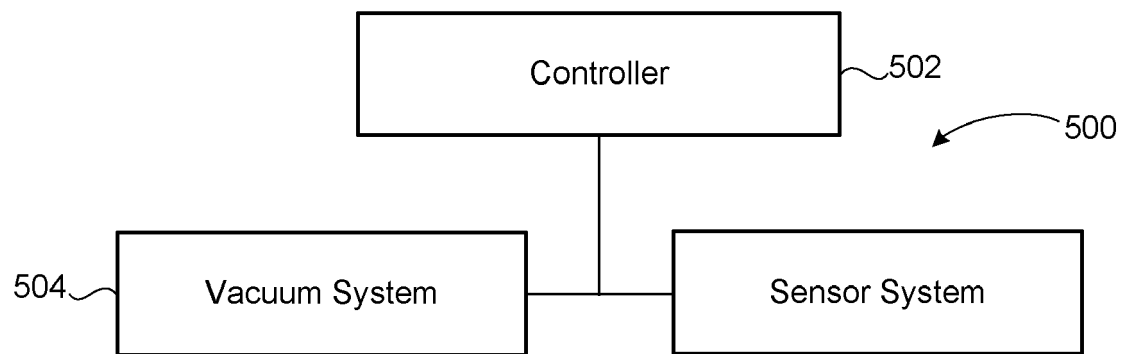 Controller
502
500
504
Vacuum System
Sensor System